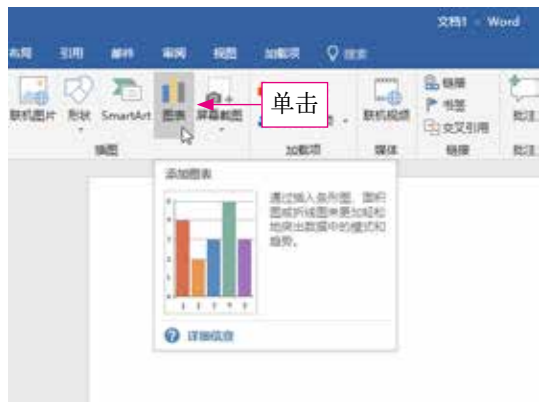 文档1 - Word
布局 引用 邮件 审阅 视图 加载项 搜索
联机图片 形状 SmartArt 图表 屏幕截图
单击
联机视频
链接
书签
交叉引用
批注
插图 加载项 媒体 链接 批注
添加图表
通过插入条形图、面积
图或折线图来更加轻松
地突出数据中的模式和
趋势。
详细信息